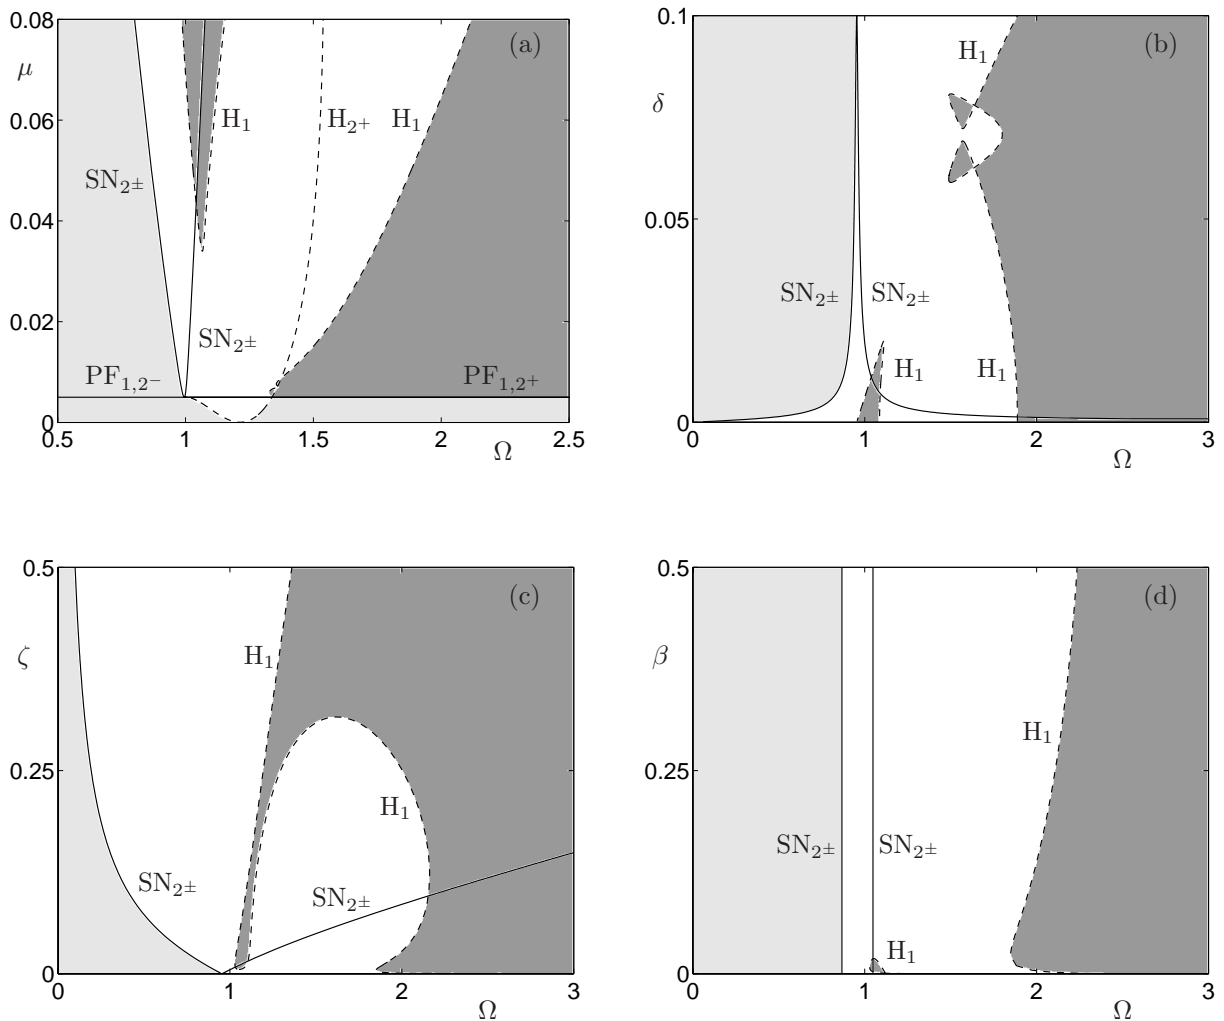 0.08
(a)
μ
0.06
H₁
H₂₊
H₁
SN₂±
0.04
0.02
SN₂±
PF₁,₂₋
PF₁,₂₊
0
0.5
1
1.5
2
2.5
Ω
0.1
(b)
H₁
δ
0.05
SN₂±
SN₂±
H₁
H₁
0
0
1
2
3
Ω
0.5
(c)
ζ
H₁
0.25
H₁
SN₂±
SN₂±
0
0
1
2
3
Ω
0.5
(d)
β
H₁
0.25
SN₂±
SN₂±
H₁
0
0
1
2
3
Ω